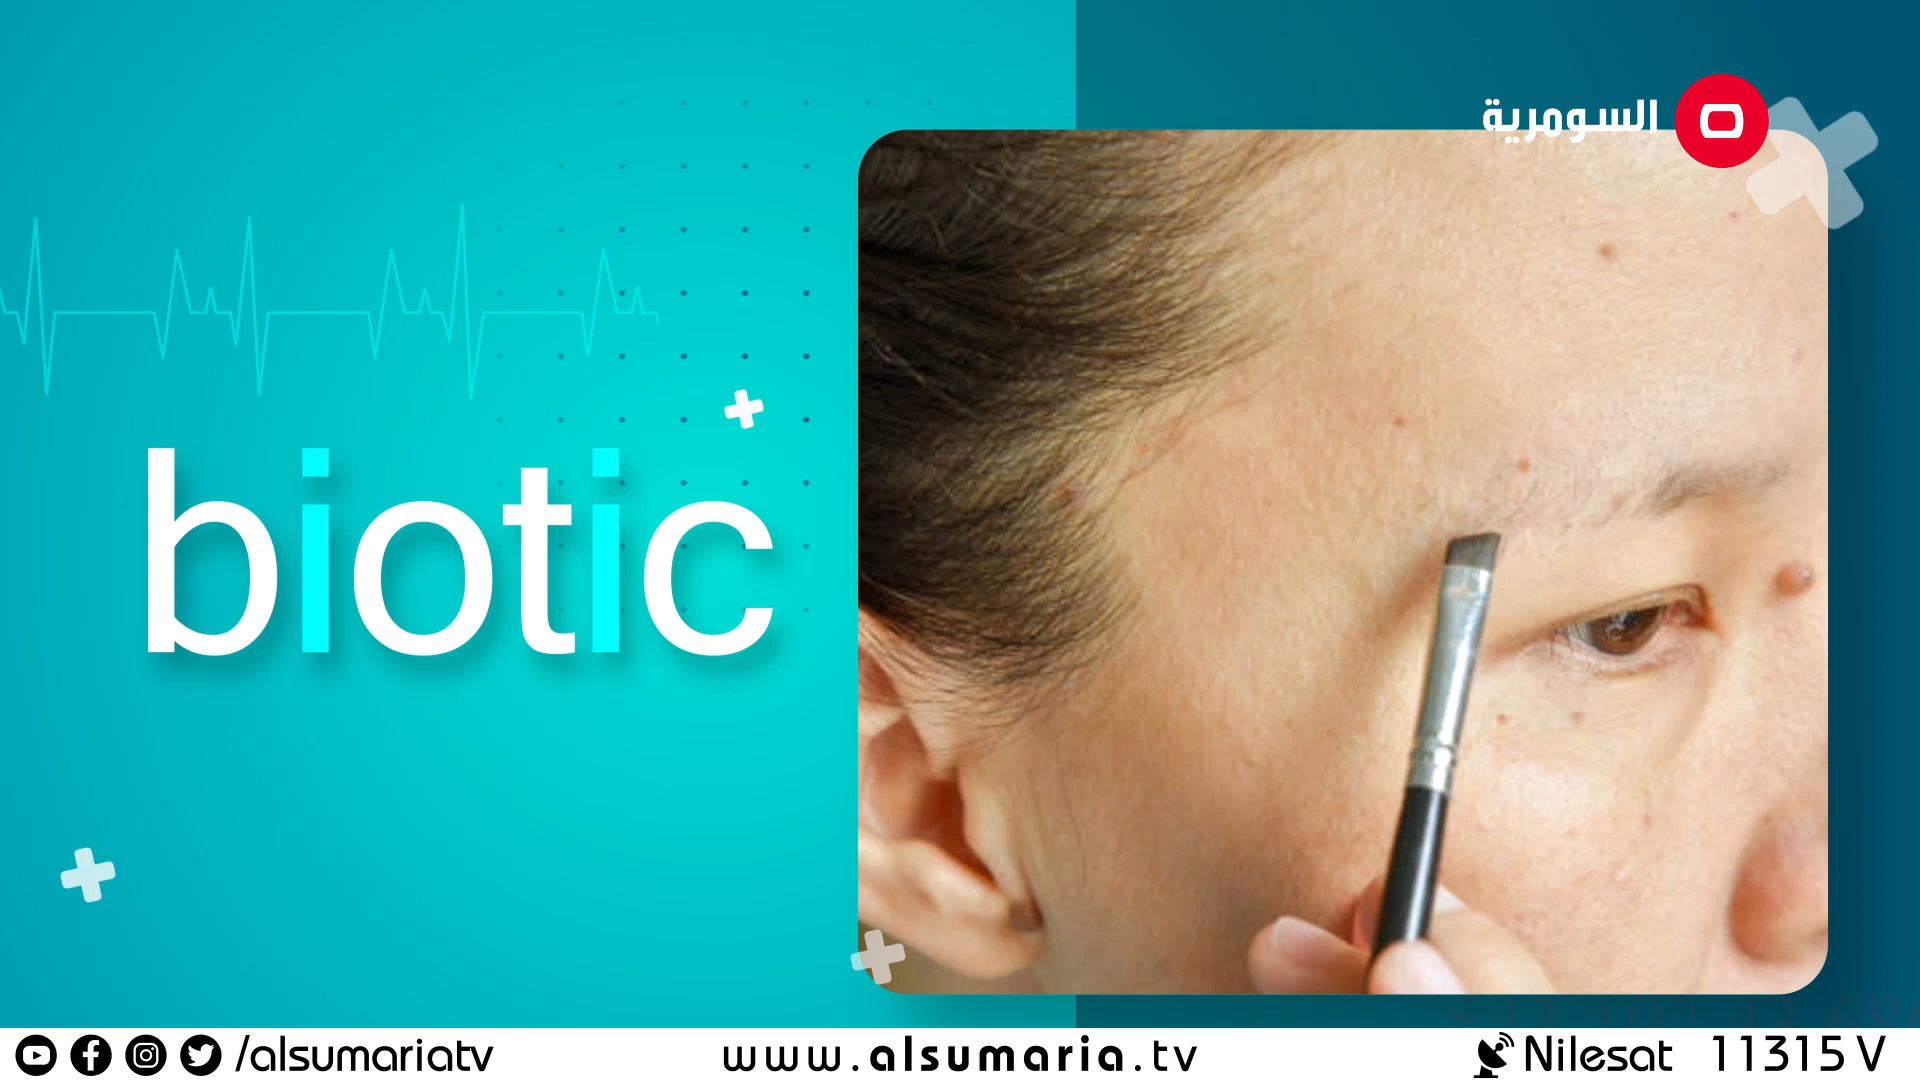 السومرية
biotic
/alsumariatv
www.alsumaria.tv
Nilesat 11315 V